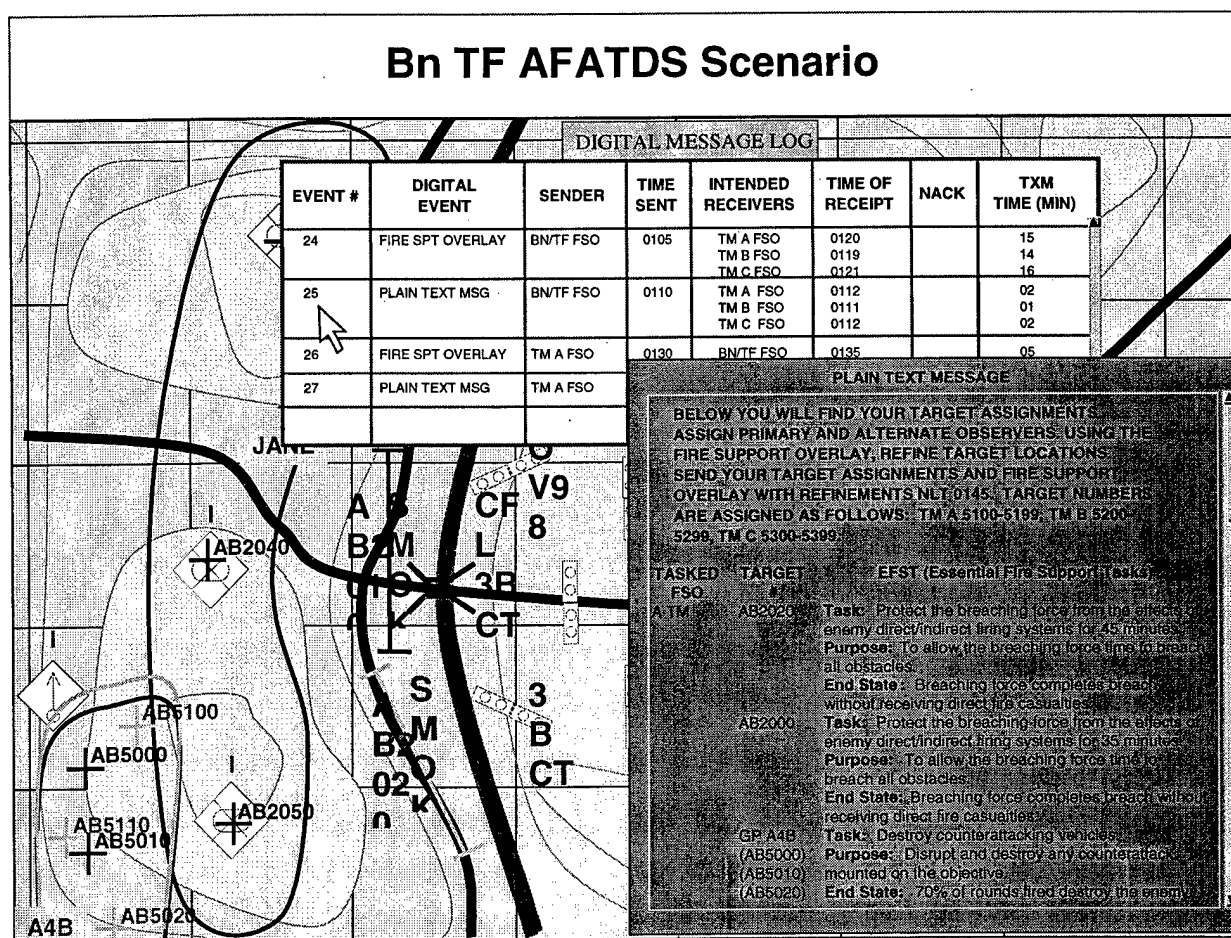 Bn TF AFATDS Scenario
DIGITAL MESSAGE LOG
EVENT # DIGITAL EVENT SENDER TIME SENT INTENDED RECEIVERS TIME OF RECEIPT NACK TXM TIME (MIN)
24 FIRE SPT OVERLAY BN/TF FSO 0105 TM A FSO 0120 15
TM B FSO 0119 14
TM C FSO 0121 16
25 PLAIN TEXT MSG BN/TF FSO 0110 TM A FSO 0112 02
TM B FSO 0111 01
TM C FSO 0112 02
26 FIRE SPT OVERLAY TM A FSO 0130 BN/TF FSO 0135 05
27 PLAIN TEXT MSG TM A FSO
PLAIN TEXT MESSAGE
BELOW YOU WILL FIND YOUR TARGET ASSIGNMENTS.
ASSIGN PRIMARY AND ALTERNATE OBSERVERS. USING THE
FIRE SUPPORT OVERLAY, REFINE TARGET LOCATIONS.
SEND YOUR TARGET ASSIGNMENTS AND FIRE SUPPORT
OVERLAY WITH REFINEMENTS NLT 0145. TARGET NUMBERS
ARE ASSIGNED AS FOLLOWS: TM A 5100-5199, TM B 5200-
5299, TM C 5300-5399.
TASKED FSO TARGET # EFST (Essential Fire Support Tasks)
A TM AB2020 Task: Protect the breaching force from the effects of
enemy direct/indirect firing systems for 45 minutes.
Purpose: To allow the breaching force time to breach
all obstacles.
End State: Breaching force completes breach
without receiving direct fire casualties.
AB2000 Task: Protect the breaching force from the effects of
enemy direct/indirect firing systems for 35 minutes.
Purpose: To allow the breaching force time to
breach all obstacles.
End State: Breaching force completes breach without
receiving direct fire casualties.
GP A4B Task: Destroy counterattacking vehicles.
(AB5000) Purpose: Disrupt and destroy any counterattack
(AB5010) mounted on the objective.
(AB5020) End State: 70% of rounds fired destroy the enemy
JANE
V9
8
CF
L
3B
CT
AB2040
I
I
3
B
CT
S
M
O
K
AB5100
AB5000
I
AB2050
AB5110
AB5010
AB5020
A4B